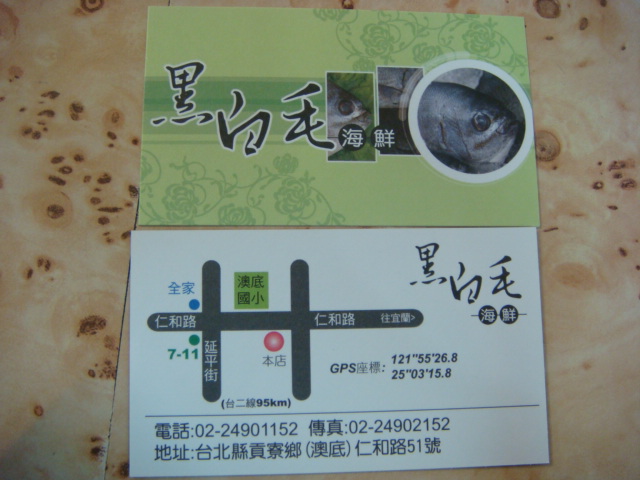 黑白毛
海鮮
黑白毛
海鮮
全家
澳底
國小
仁和路
仁和路
往宜蘭>
7-11
延平街
本店
GPS座標:
121"55"26.8
25"03"15.8
(台二線95km)
電話:02-24901152 傳真:02-24902152
地址:台北縣貢寮鄉(澳底)仁和路51號